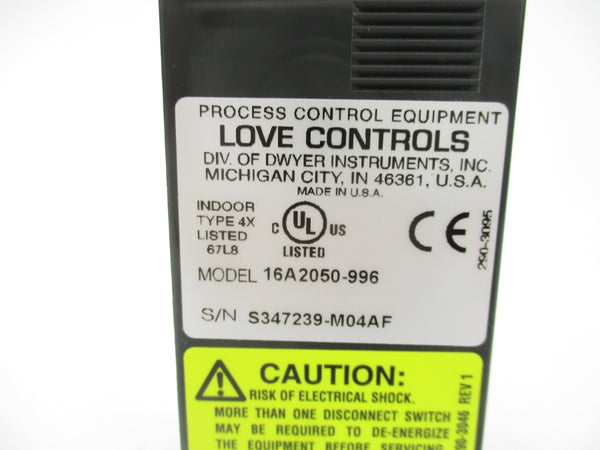 PROCESS CONTROL EQUIPMENT
LOVE CONTROLS
DIV. OF DWYER INSTRUMENTS, INC.
MICHIGAN CITY, IN 46361, U.S.A.
MADE IN U.S.A.
INDOOR
TYPE 4X
LISTED
67L8
C UL US
LISTED
CE
290-3095
MODEL 16A2050-996
S/N S347239-M04AF
CAUTION:
RISK OF ELECTRICAL SHOCK.
MORE THAN ONE DISCONNECT SWITCH
MAY BE REQUIRED TO DE-ENERGIZE
THE EQUIPMENT BEFORE SERVICING
90-3046 REV 1